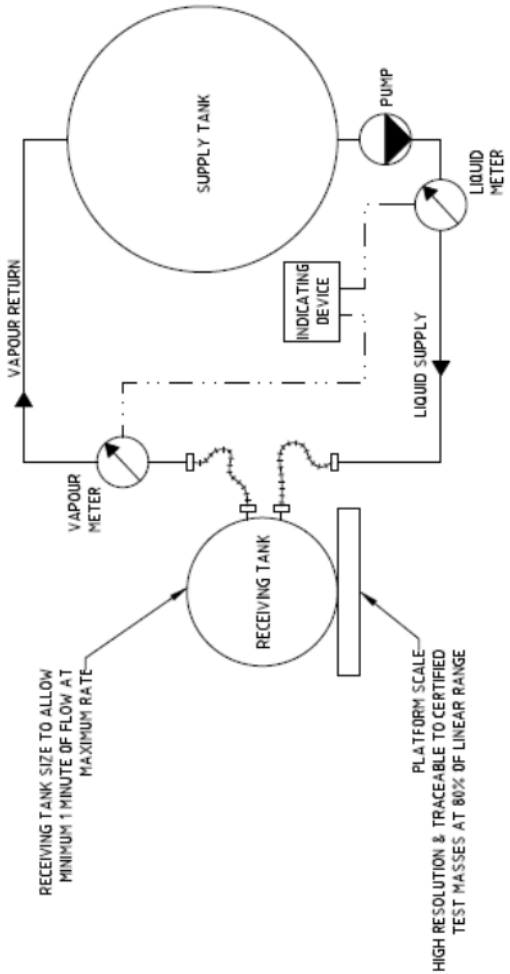 RECEIVING TANK SIZE TO ALLOW
MINIMUM 1 MINUTE OF FLOW AT
MAXIMUM RATE
VAPOUR
METER
VAPOUR RETURN
RECEIVING TANK
INDICATING
DEVICE
SUPPLY TANK
PLATFORM SCALE
HIGH RESOLUTION & TRACEABLE TO CERTIFIED
TEST MASSES AT 80% OF LINEAR RANGE
LIQUID SUPPLY
LIQUID
METER
PUMP